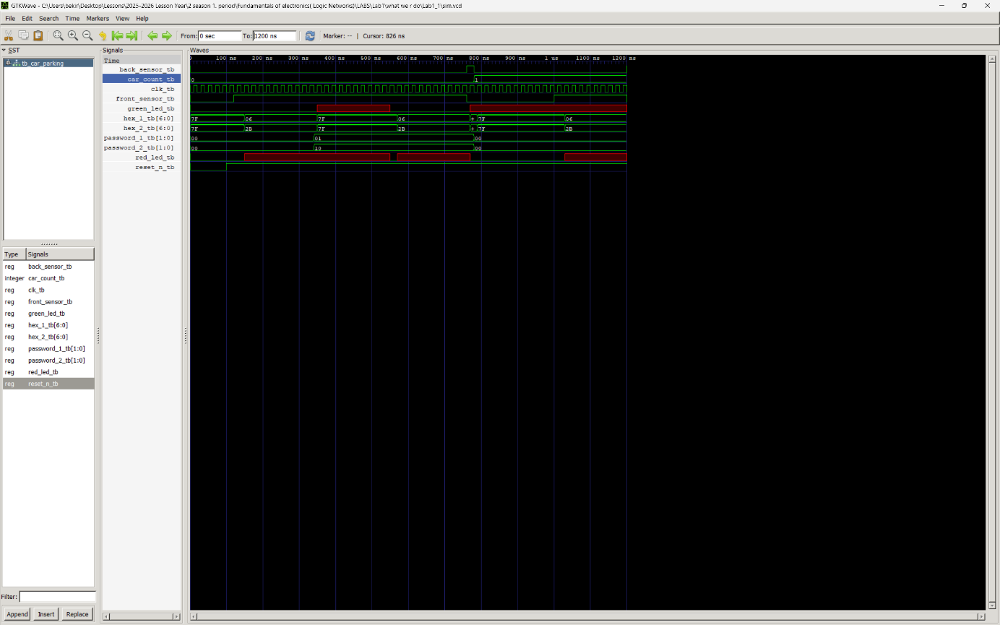 GTKWave - C:\Users\bekir\Desktop\Lessons\2025-2026 Lesson Year\2 season 1. period\Fundamentals of electronics( Logic Networks)\LABS\Lab1\what we r do\Lab1_1\sim.vcd
File Edit Search Time Markers View Help
From: 0 sec To: 1200 ns Marker: -- | Cursor: 826 ns
SST
tb_car_parking
Type Signals
reg back_sensor_tb
integer car_count_tb
reg clk_tb
reg front_sensor_tb
reg green_led_tb
reg hex_1_tb[6:0]
reg hex_2_tb[6:0]
reg password_1_tb[1:0]
reg password_2_tb[1:0]
reg red_led_tb
reg reset_n_tb
Filter:
Append Insert Replace
Signals
Time
back_sensor_tb
car_count_tb
clk_tb
front_sensor_tb
green_led_tb
hex_1_tb[6:0]
hex_2_tb[6:0]
password_1_tb[1:0]
password_2_tb[1:0]
red_led_tb
reset_n_tb
Waves
100 ns 200 ns 300 ns 400 ns 500 ns 600 ns 700 ns 800 ns 900 ns 1 us 1100 ns 1200 ns
0 1
7F 06 7F 06 + 7F 06
7F 2B 7F 2B + 7F 2B
00 01 00
00 10 00